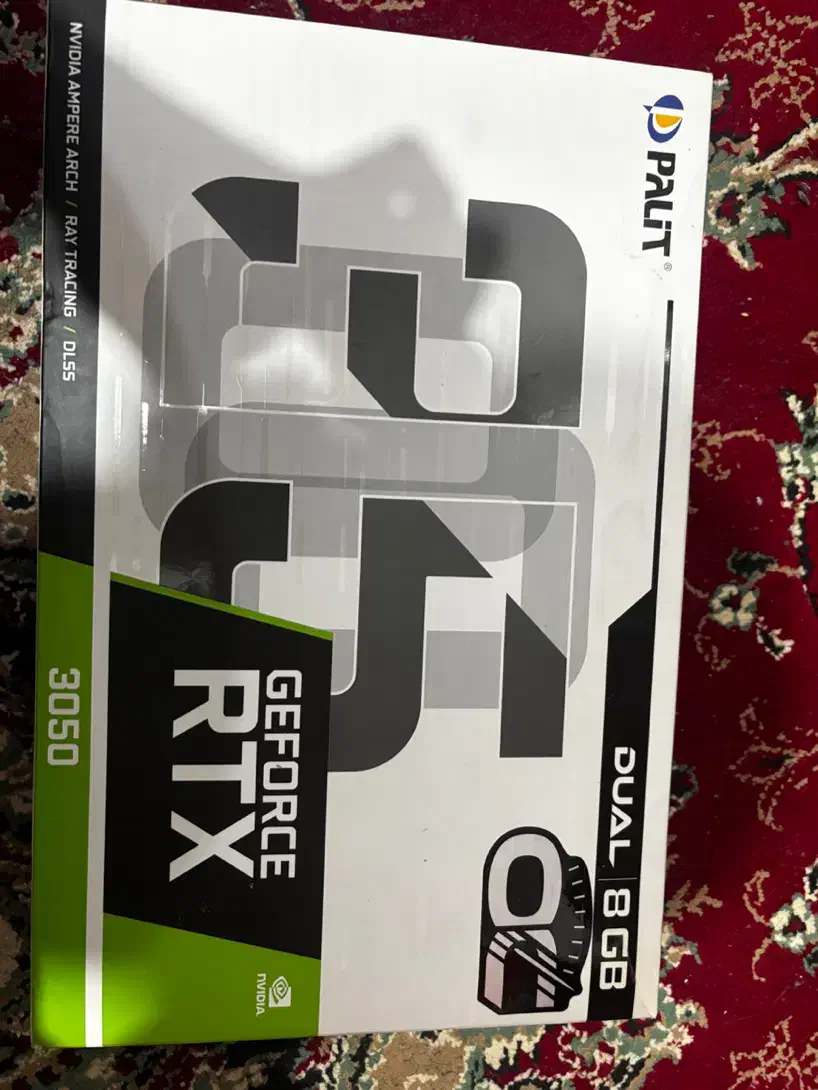 PALiT®
DUAL | 8 GB
OC
GEFORCE
RTX
NVIDIA
NVIDIA AMPERE ARCH / RAY TRACING / DLSS
3050